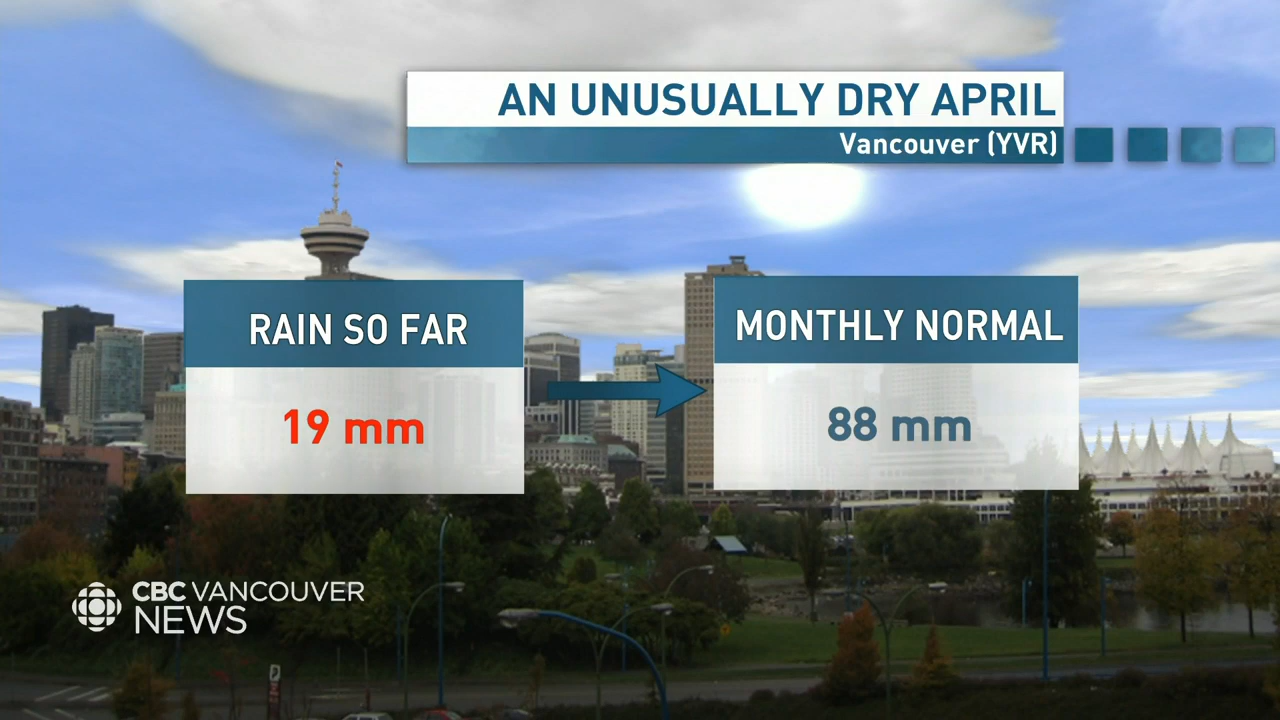 AN UNUSUALLY DRY APRIL
Vancouver (YVR)
RAIN SO FAR
19 mm
MONTHLY NORMAL
88 mm
CBC VANCOUVER
NEWS